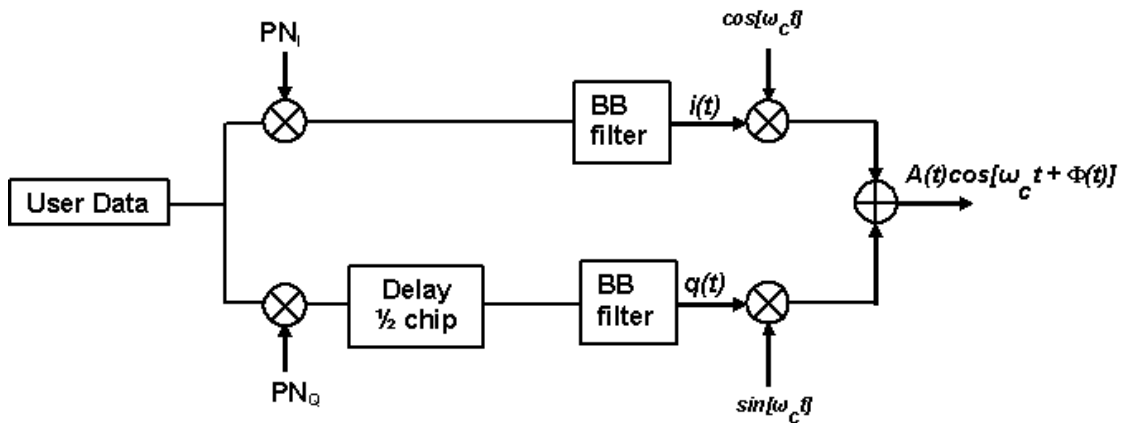 PN_I
cos[ω_c t]
BB
filter
i(t)
A(t)cos[ω_c t + Φ(t)]
User Data
Delay
½ chip
BB
filter
q(t)
PN_Q
sin[ω_c t]